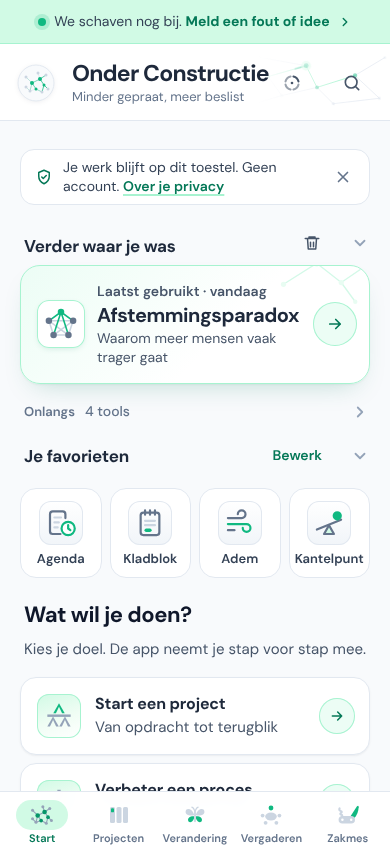 We schaven nog bij. Meld een fout of idee
Onder Constructie
Minder gepraat, meer beslist
Je werk blijft op dit toestel. Geen
account. Over je privacy
Verder waar je was
Laatst gebruikt · vandaag
Afstemmingsparadox
Waarom meer mensen vaak
trager gaat
Onlangs 4 tools
Je favorieten
Bewerk
Agenda
Kladblok
Adem
Kantelpunt
Wat wil je doen?
Kies je doel. De app neemt je stap voor stap mee.
Start een project
Van opdracht tot terugblik
Verbeter een proces
Start
Projecten
Verandering
Vergaderen
Zakmes